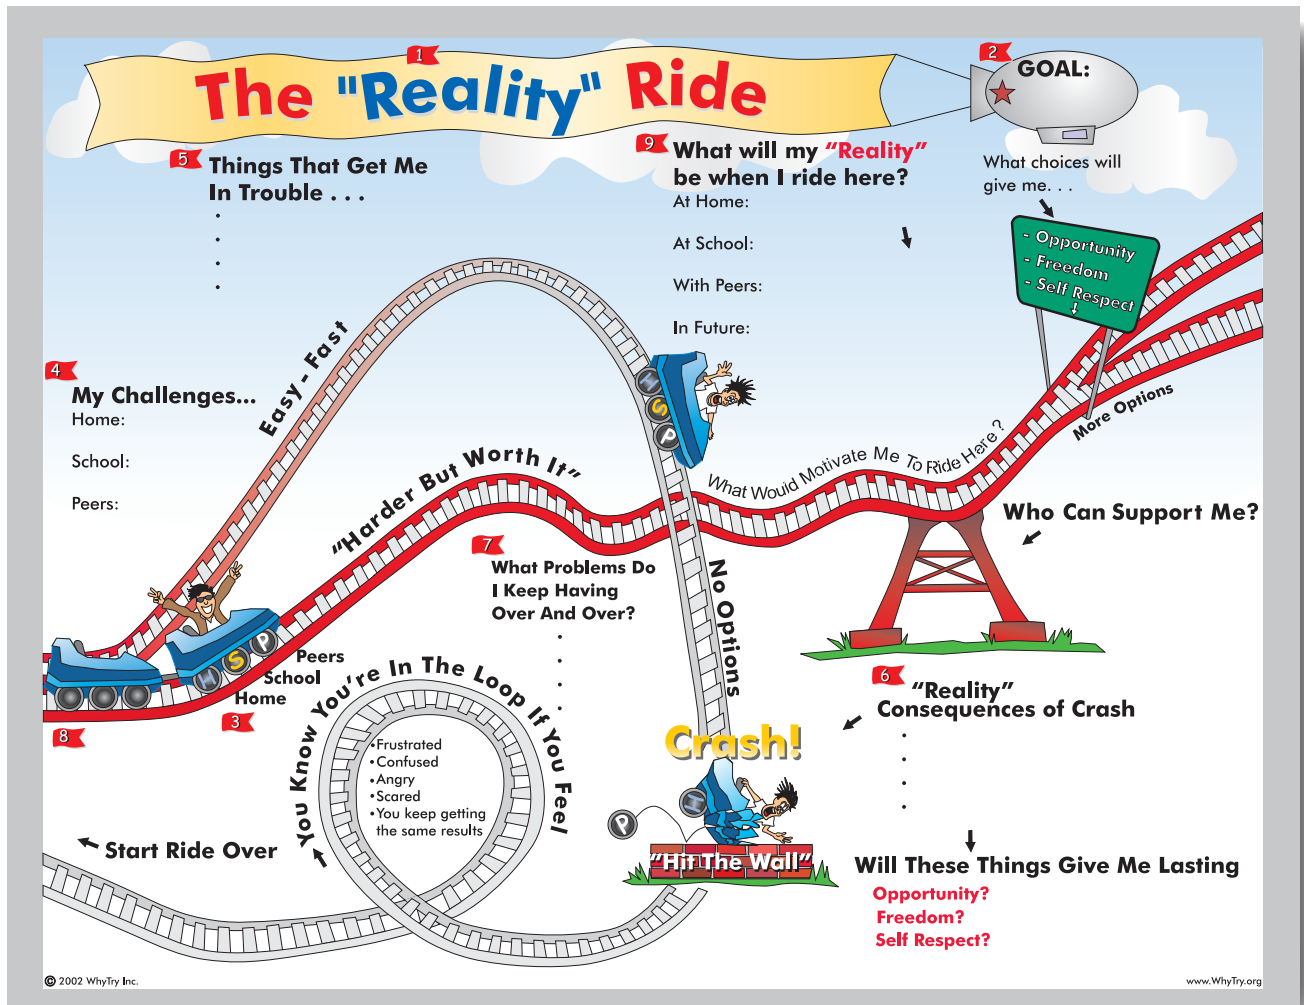 1
The "Reality" Ride
2
GOAL:
What choices will
give me. . .
- Opportunity
- Freedom
- Self Respect
5
Things That Get Me
In Trouble . . .
•
•
•
•
9
What will my “Reality”
be when I ride here?
At Home:
At School:
With Peers:
In Future:
4
My Challenges...
Home:
School:
Peers:
Easy - Fast
H
S
P
“Harder But Worth It”
What Would Motivate Me To Ride Here?
More Options
Who Can Support Me?
7
What Problems Do
I Keep Having
Over And Over?
•
•
•
•
No Options
H
S
P
Peers
School
Home
3
8
You Know You’re In The Loop If You Feel
•Frustrated
•Confused
•Angry
•Scared
•You keep getting
the same results
6
“Reality”
Consequences of Crash
•
•
•
•
Crash!
H
P
“Hit The Wall”
Start Ride Over
Will These Things Give Me Lasting
Opportunity?
Freedom?
Self Respect?
© 2002 WhyTry Inc.
www.WhyTry.org